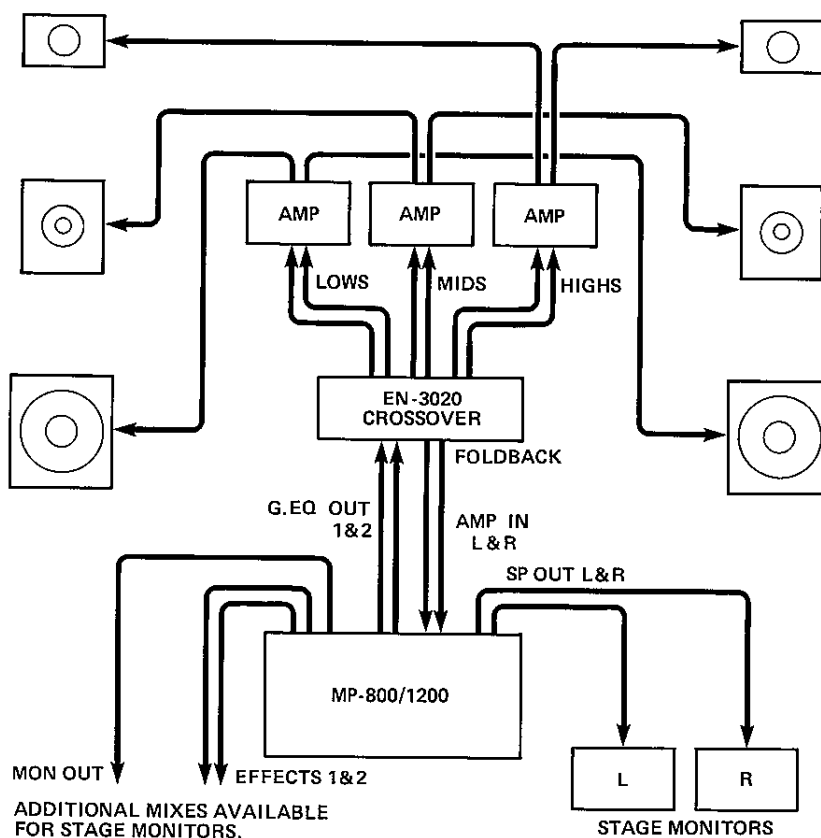 AMP
AMP
AMP
LOWS
MIDS
HIGHS
EN-3020
CROSSOVER
FOLDBACK
G.EQ OUT
1&2
AMP IN
L&R
SP OUT L&R
MP-800/1200
MON OUT
EFFECTS 1&2
L
R
ADDITIONAL MIXES AVAILABLE
FOR STAGE MONITORS.
STAGE MONITORS